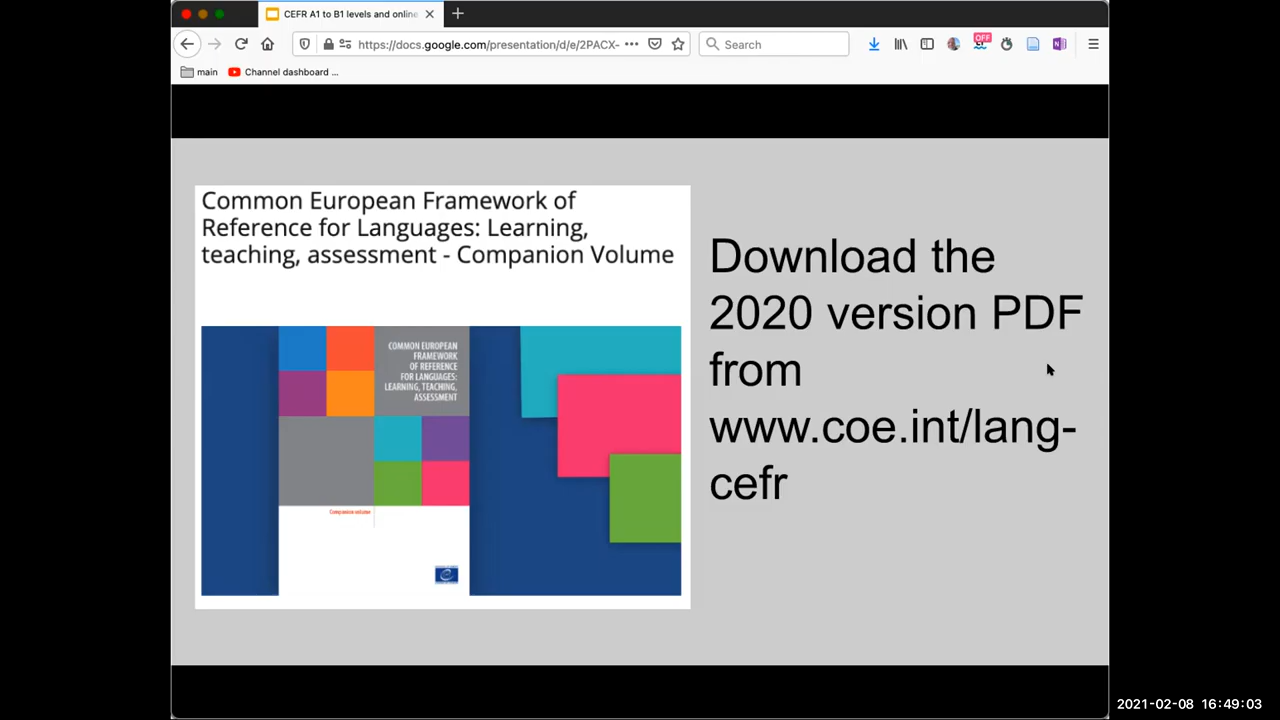 CEFR A1 to B1 levels and online
https://docs.google.com/presentation/d/e/2PACX-
Search
OFF
main
Channel dashboard ...
Common European Framework of
Reference for Languages: Learning,
teaching, assessment - Companion Volume
COMMON EUROPEAN
FRAMEWORK
OF REFERENCE
FOR LANGUAGES:
LEARNING, TEACHING,
ASSESSMENT
Companion volume
Download the
2020 version PDF
from
www.coe.int/lang-
cefr
2021-02-08 16:49:03